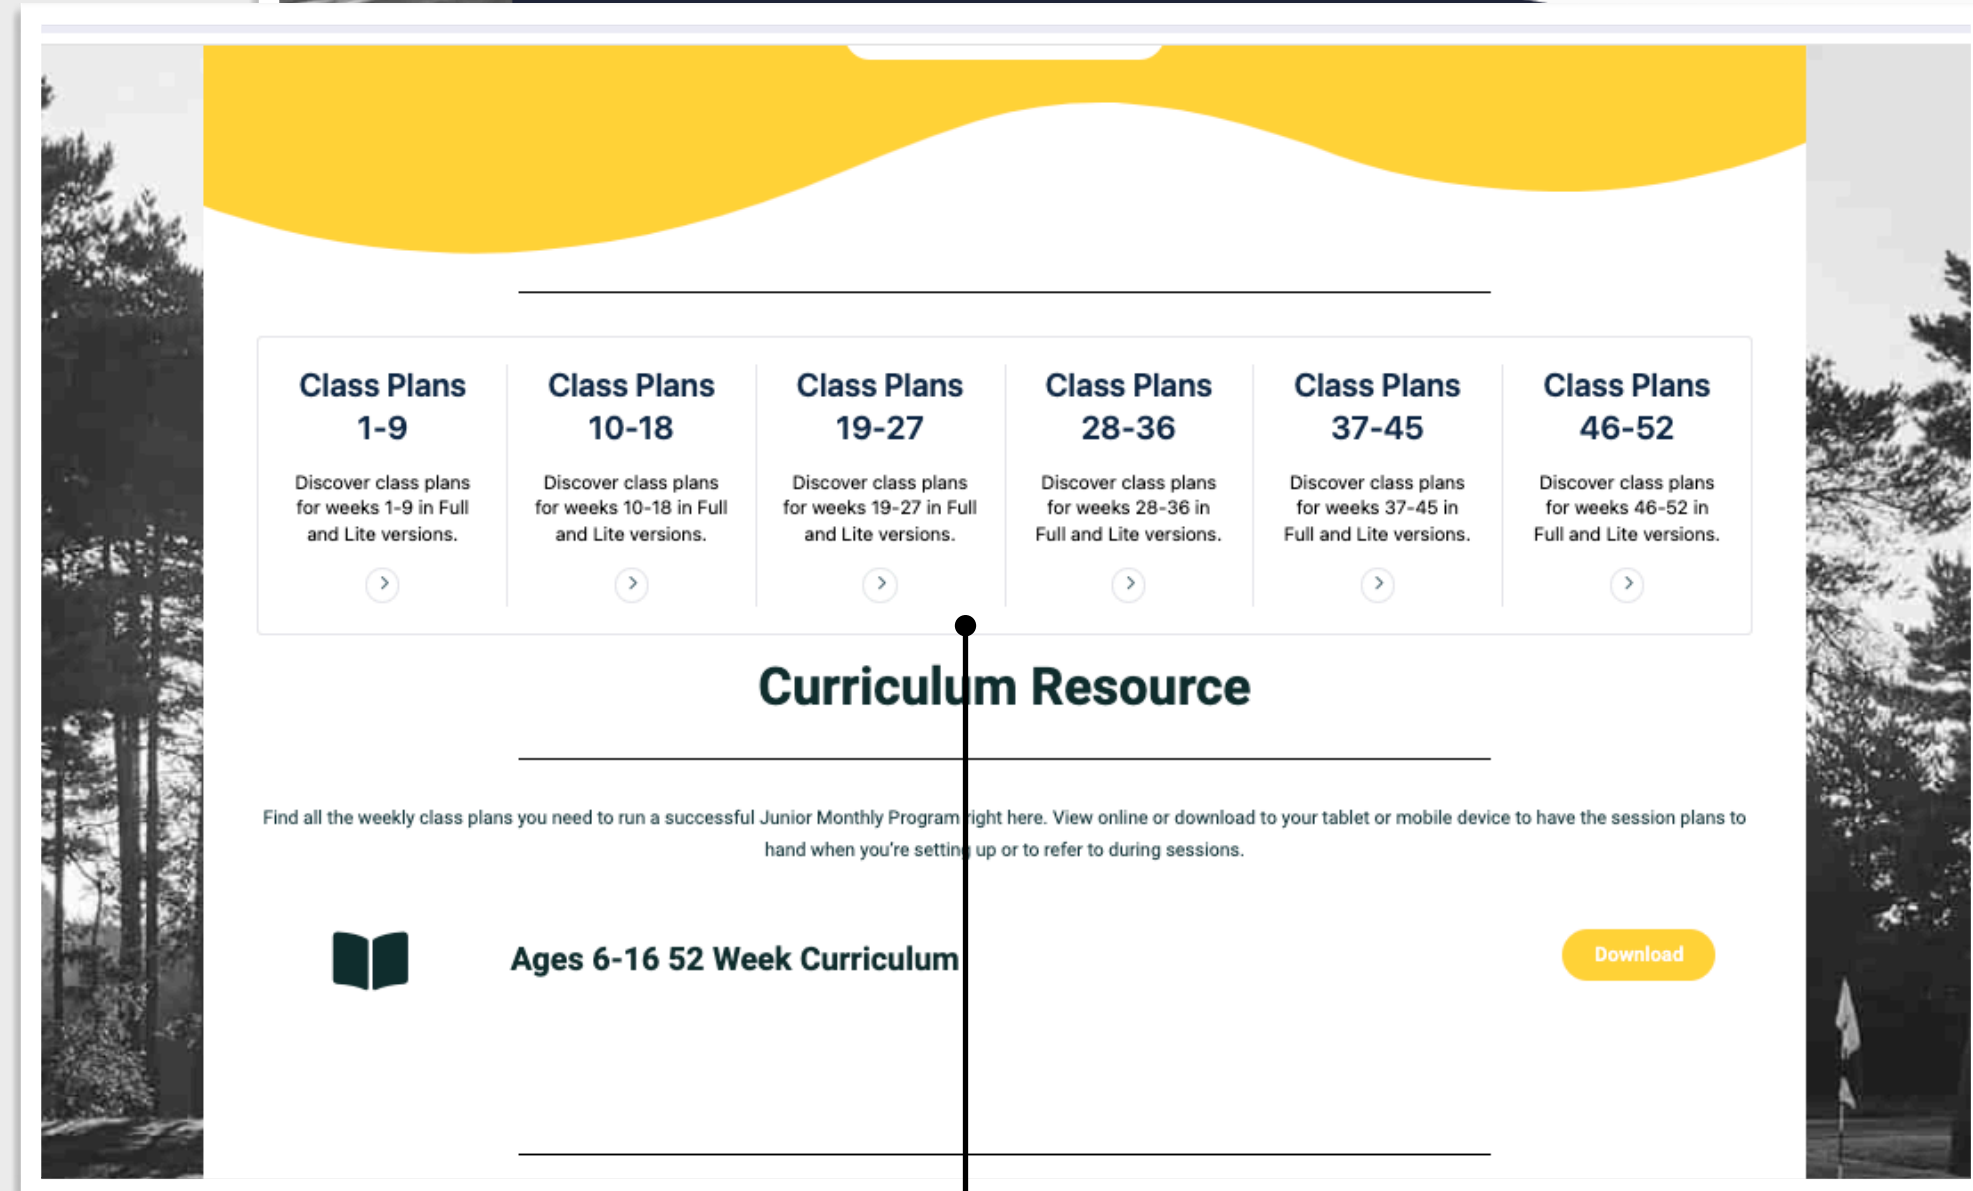 Class Plans
1-9
Discover class plans
for weeks 1-9 in Full
and Lite versions.
Class Plans
10-18
Discover class plans
for weeks 10-18 in Full
and Lite versions.
Class Plans
19-27
Discover class plans
for weeks 19-27 in Full
and Lite versions.
Class Plans
28-36
Discover class plans
for weeks 28-36 in
Full and Lite versions.
Class Plans
37-45
Discover class plans
for weeks 37-45 in
Full and Lite versions.
Class Plans
46-52
Discover class plans
for weeks 46-52 in
Full and Lite versions.
Curriculum Resource
Find all the weekly class plans you need to run a successful Junior Monthly Program right here. View online or download to your tablet or mobile device to have the session plans to
hand when you're setting up or to refer to during sessions.
Ages 6-16 52 Week Curriculum
Download